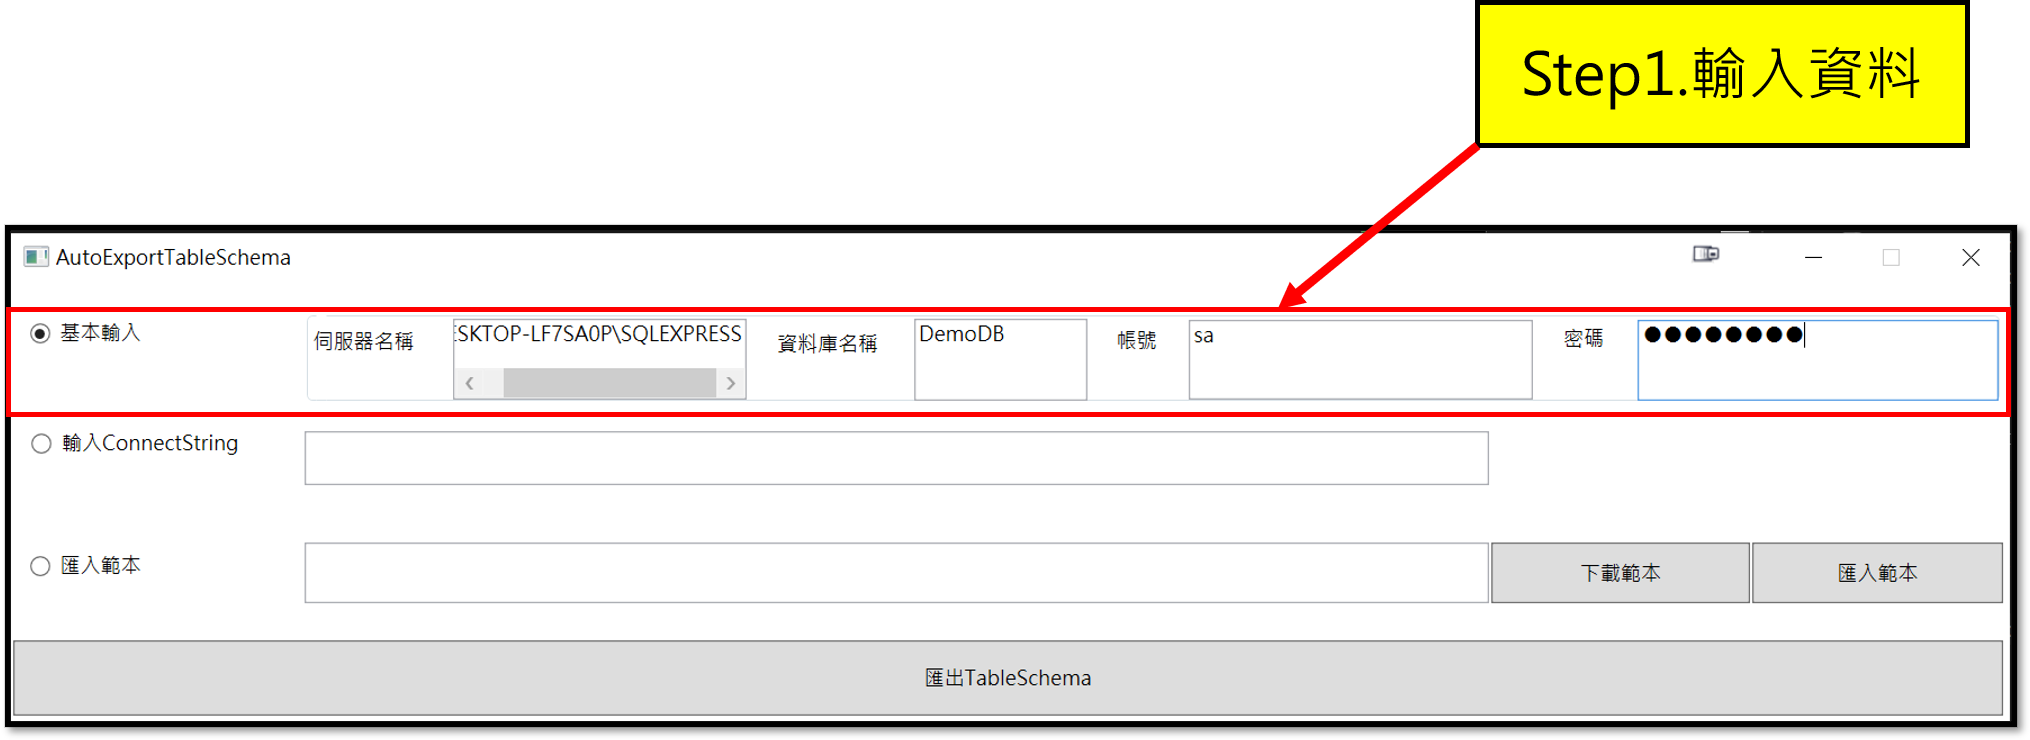 Step1.輸入資料
AutoExportTableSchema
基本輸入
伺服器名稱
ESKTOP-LF7SA0P\SQLEXPRESS
資料庫名稱
DemoDB
帳號
sa
密碼
●●●●●●●●
輸入ConnectString
匯入範本
下載範本
匯入範本
匯出TableSchema